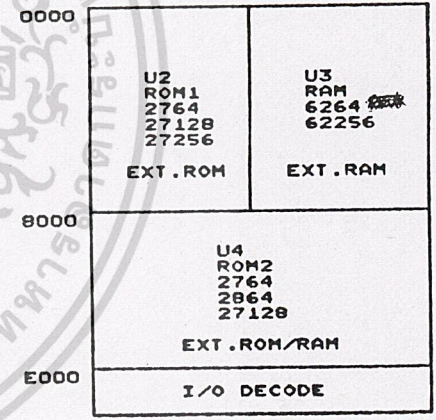 0000
U2
ROM1
2764
27128
27256
EXT.ROM
U3
RAM
6264
62256
EXT.RAM
8000
U4
ROM2
2764
2864
27128
EXT.ROM/RAM
E000
I/O DECODE